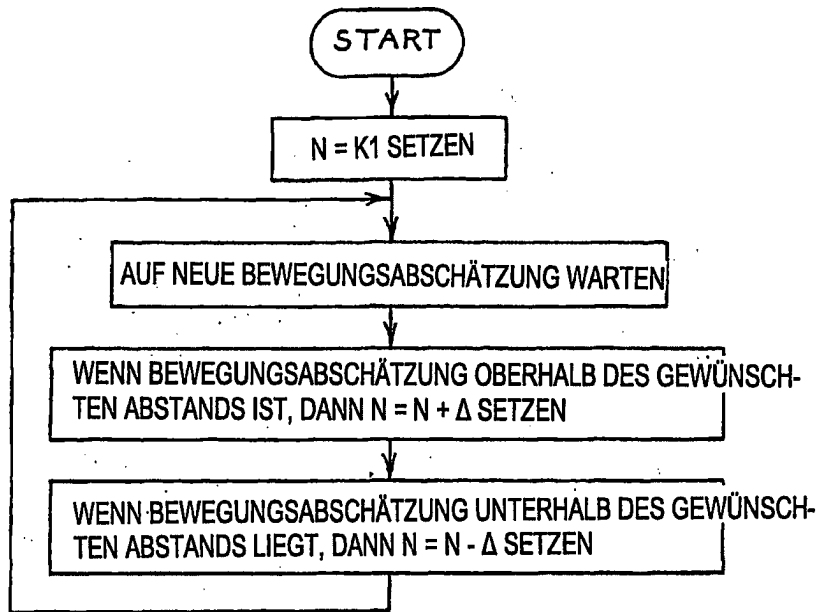 START
N = K1 SETZEN
AUF NEUE BEWEGUNGSABSCHÄTZUNG WARTEN
WENN BEWEGUNGSABSCHÄTZUNG OBERHALB DES GEWÜNSCH-
TEN ABSTANDS IST, DANN N = N + Δ SETZEN
WENN BEWEGUNGSABSCHÄTZUNG UNTERHALB DES GEWÜNSCH-
TEN ABSTANDS LIEGT, DANN N = N - Δ SETZEN